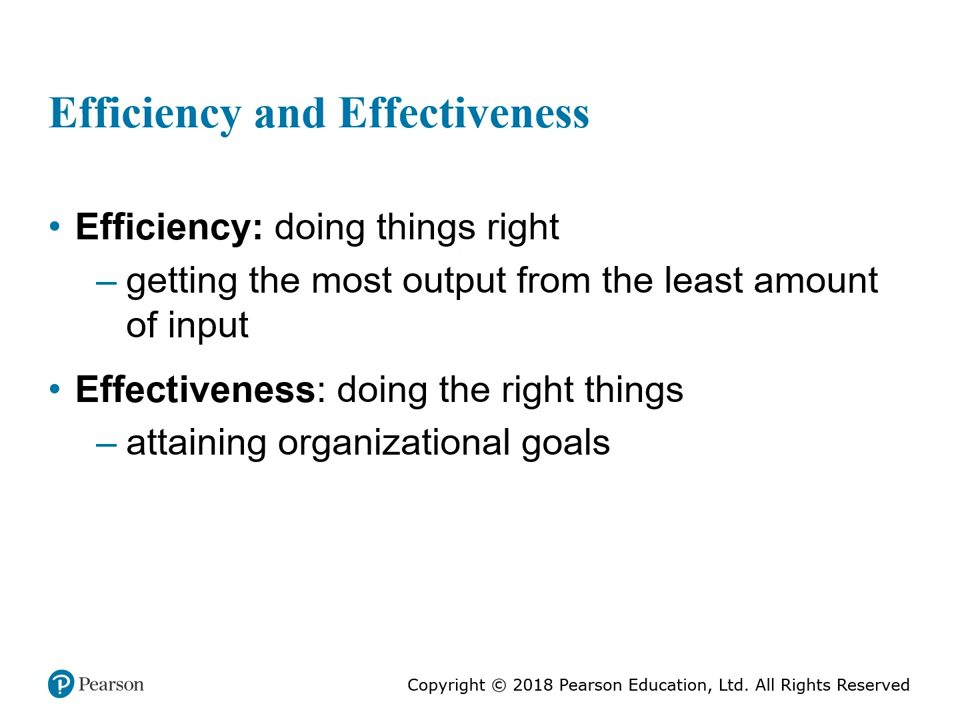 Efficiency and Effectiveness
• Efficiency: doing things right
– getting the most output from the least amount
of input
• Effectiveness: doing the right things
– attaining organizational goals
Pearson
Copyright © 2018 Pearson Education, Ltd. All Rights Reserved